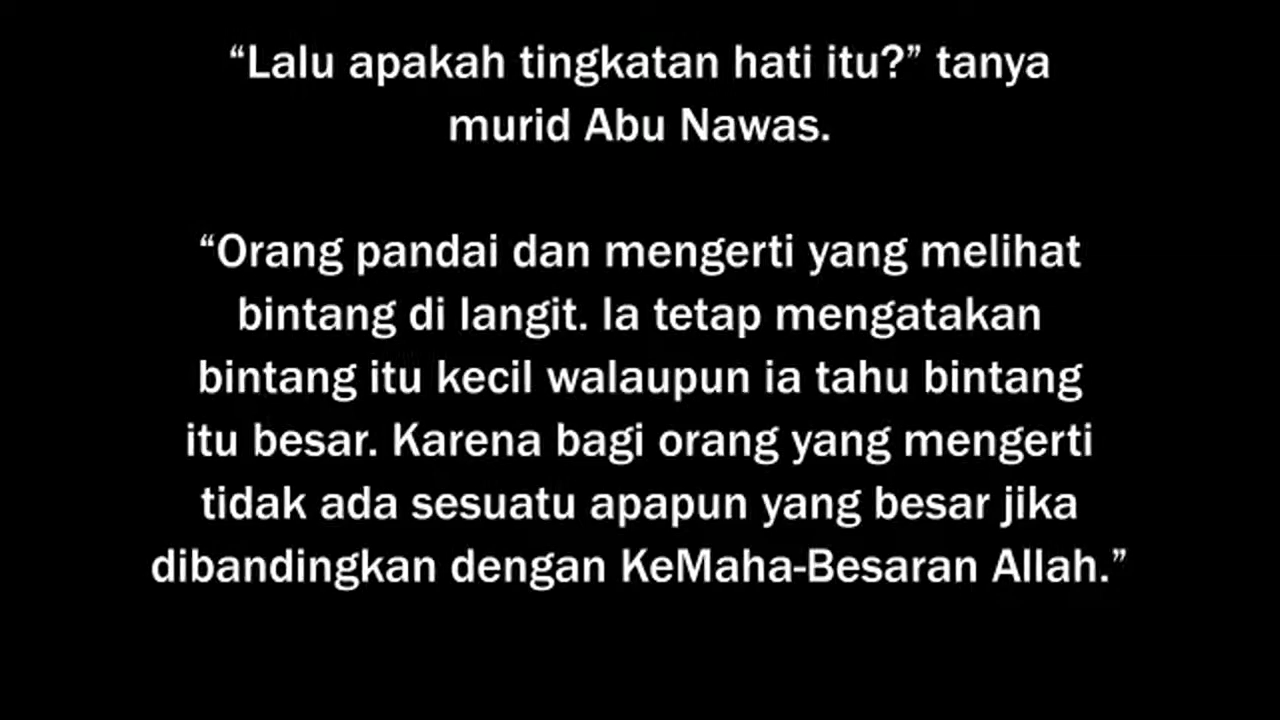 “Lalu apakah tingkatan hati itu?” tanya
murid Abu Nawas.
“Orang pandai dan mengerti yang melihat
bintang di langit. Ia tetap mengatakan
bintang itu kecil walaupun ia tahu bintang
itu besar. Karena bagi orang yang mengerti
tidak ada sesuatu apapun yang besar jika
dibandingkan dengan KeMaha-Besaran Allah.”